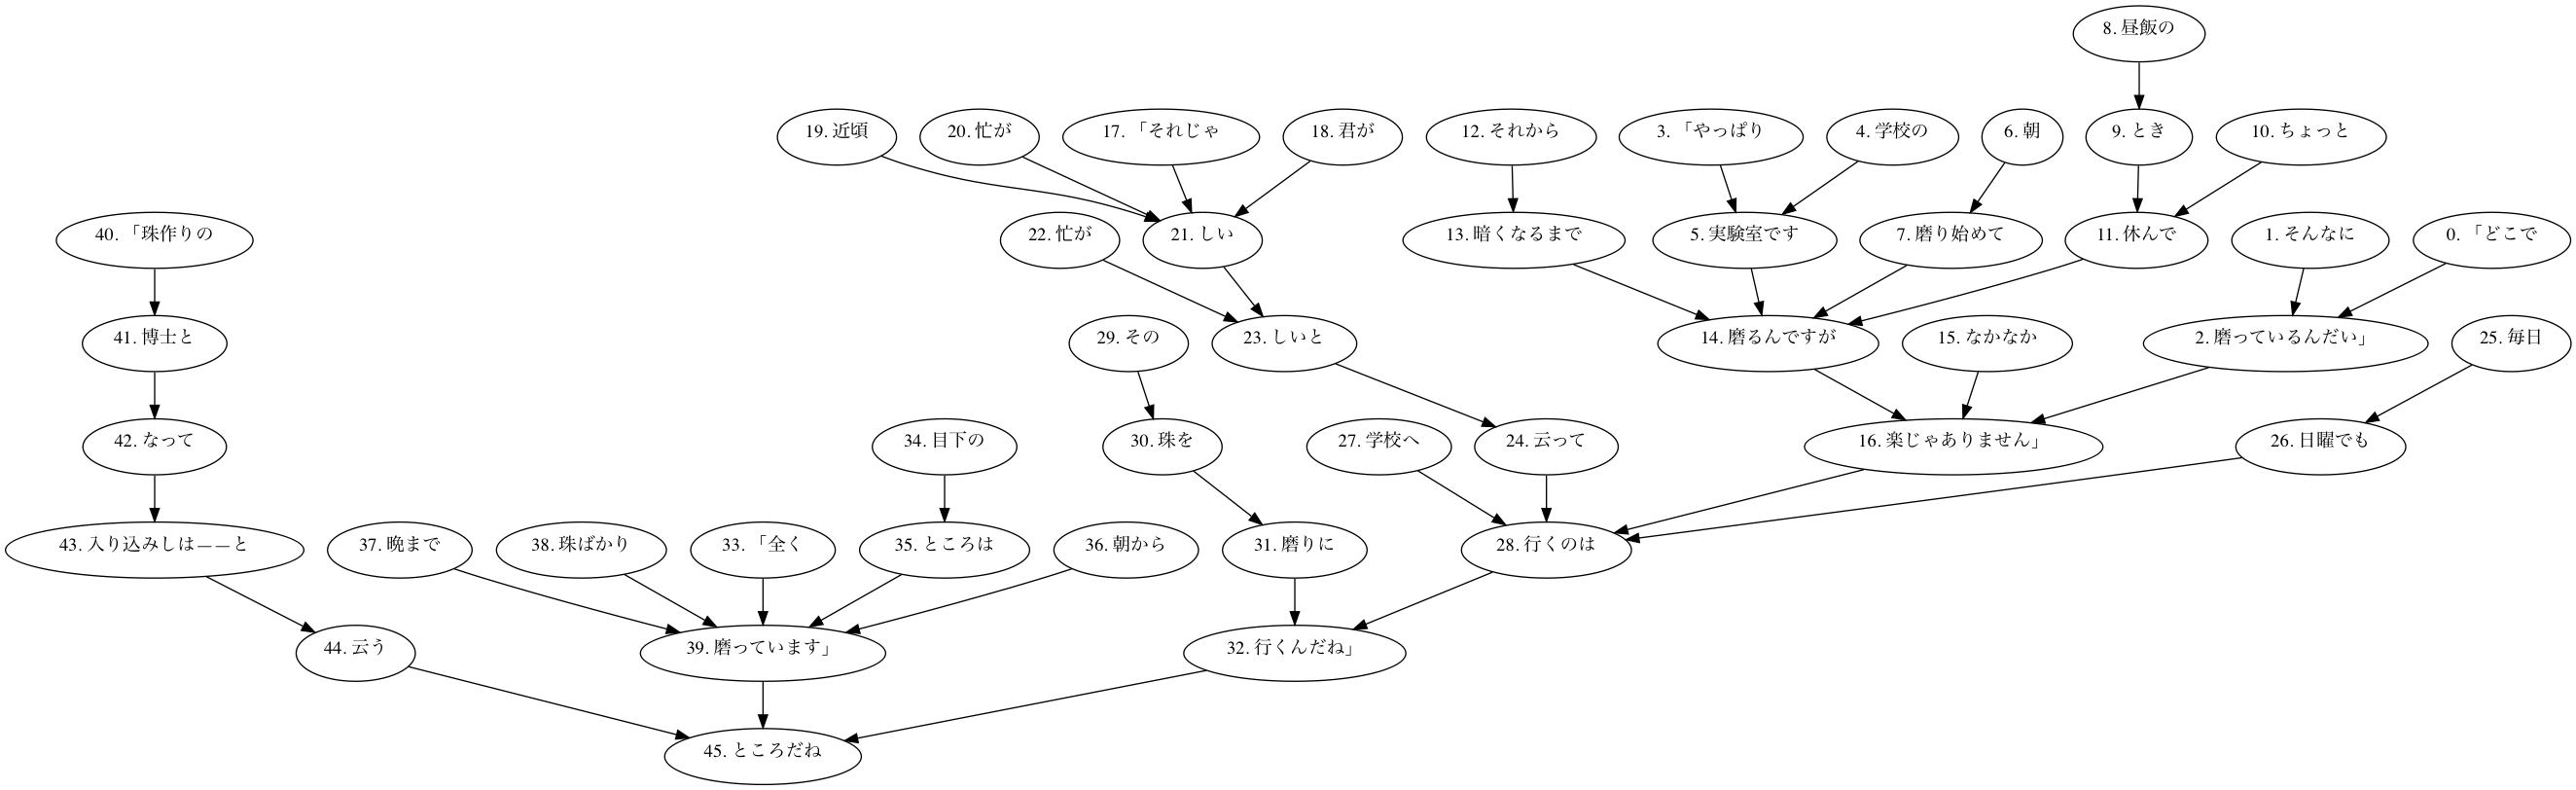 8. 昼飯の
19. 近頃
20. 忙が
17. 「それじゃ
18. 君が
12. それから
3. 「やっぱり
4. 学校の
6. 朝
9. とき
10. ちょっと
40. 「珠作りの
22. 忙が
21. しい
13. 暗くなるまで
5. 実験室です
7. 磨り始めて
11. 休んで
1. そんなに
0. 「どこで
41. 博士と
29. その
23. しいと
14. 磨るんですが
15. なかなか
2. 磨っているんだい」
25. 毎日
42. なって
34. 目下の
30. 珠を
27. 学校へ
24. 云って
16. 楽じゃありません」
26. 日曜でも
43. 入り込みしは——と
37. 晩まで
38. 珠ばかり
33. 「全く
35. ところは
36. 朝から
31. 磨りに
28. 行くのは
44. 云う
39. 磨っています」
32. 行くんだね」
45. ところだね